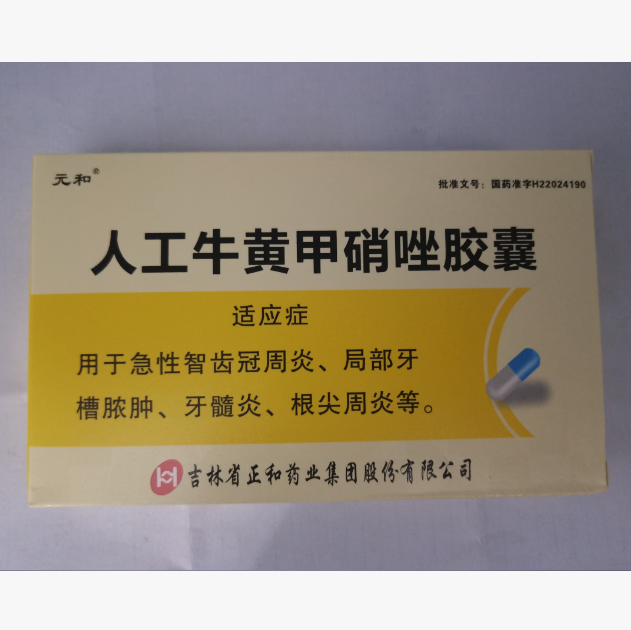 元和®
批准文号：国药准字H22024190
人工牛黄甲硝唑胶囊
适应症
用于急性智齿冠周炎、局部牙
槽脓肿、牙髓炎、根尖周炎等。
吉林省正和药业集团股份有限公司